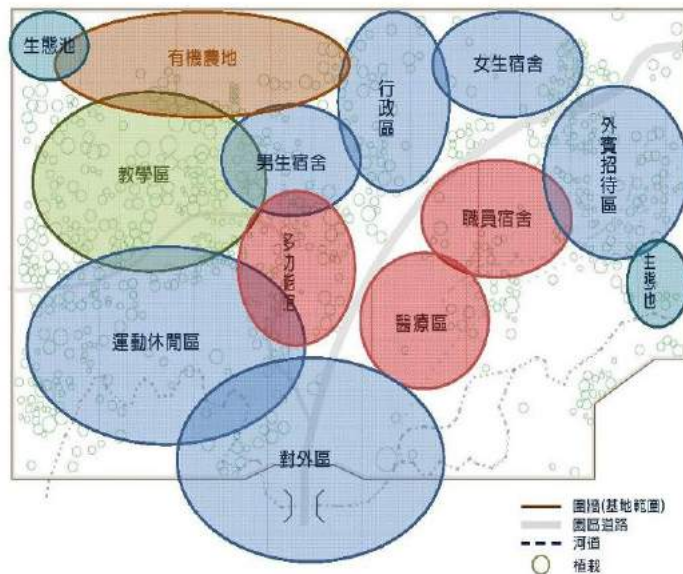 生態池
有機農地
行政區
女生宿舍
外賓招待區
教學區
男生宿舍
職員宿舍
多功能館
生態池
運動休閒區
醫療區
對外區
圍牆(基地範圍)
園區道路
河道
植栽